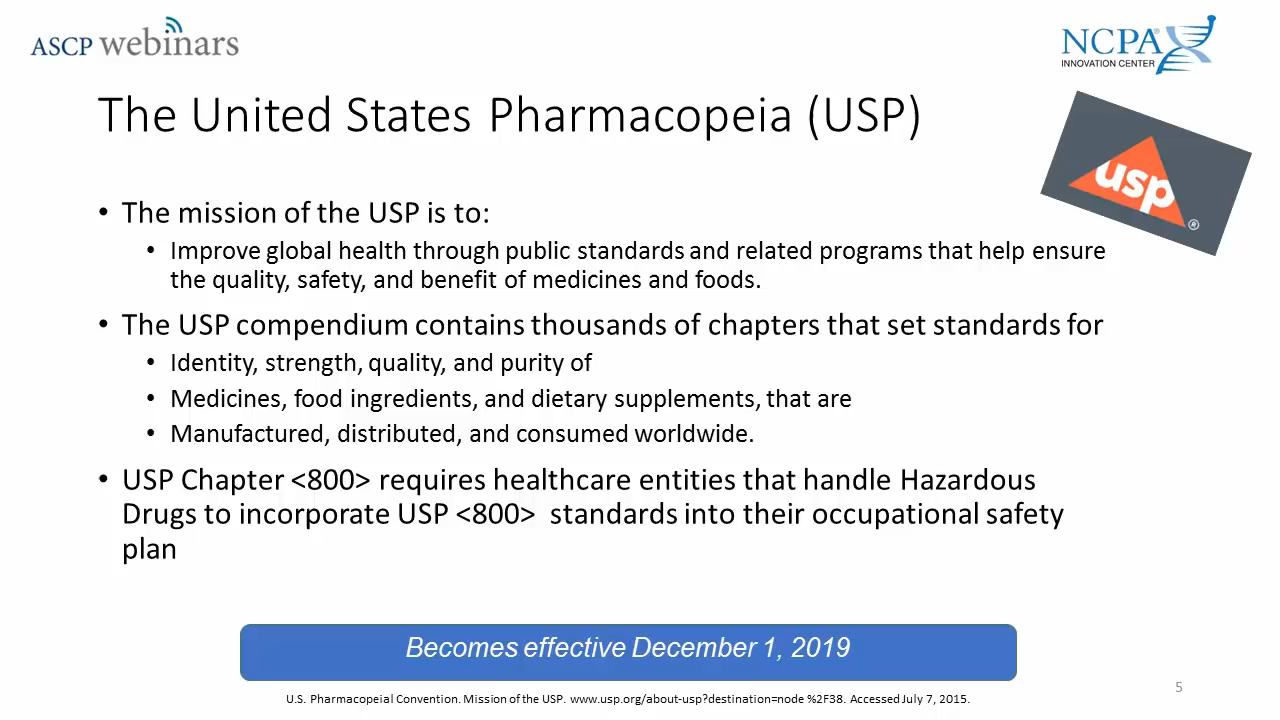 ASCP webinars
NCPA®
INNOVATION CENTER
The United States Pharmacopeia (USP)
usp®
• The mission of the USP is to:
• Improve global health through public standards and related programs that help ensure
the quality, safety, and benefit of medicines and foods.
• The USP compendium contains thousands of chapters that set standards for
• Identity, strength, quality, and purity of
• Medicines, food ingredients, and dietary supplements, that are
• Manufactured, distributed, and consumed worldwide.
• USP Chapter <800> requires healthcare entities that handle Hazardous
Drugs to incorporate USP <800> standards into their occupational safety
plan
Becomes effective December 1, 2019
U.S. Pharmacopeial Convention. Mission of the USP. www.usp.org/about-usp?destination=node %2F38. Accessed July 7, 2015.
5